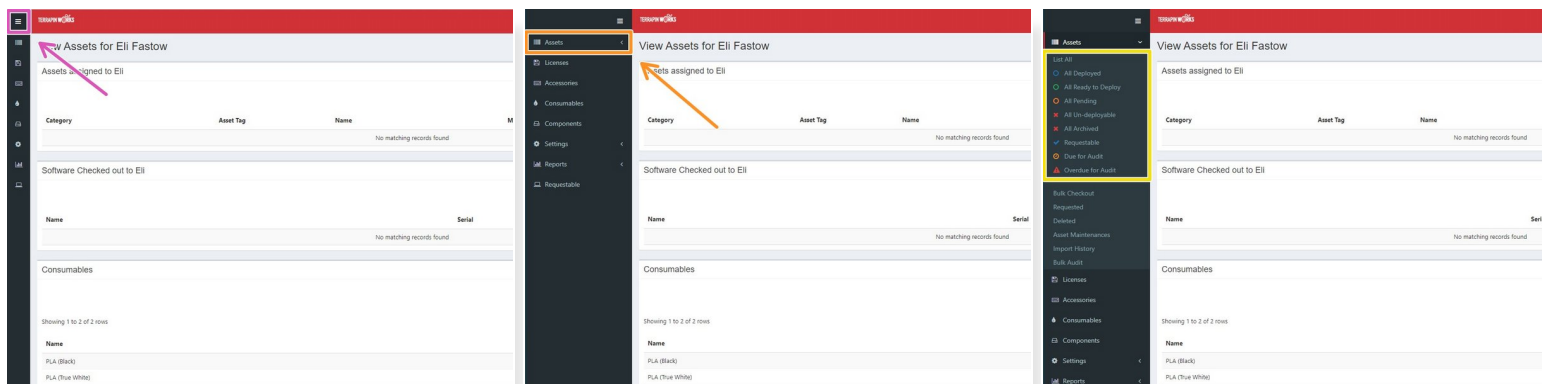 TERRAPIN WORKS
View Assets for Eli Fastow
Assets assigned to Eli
Category Asset Tag Name M
No matching records found
Software Checked out to Eli
Name Serial
No matching records found
Consumables
Showing 1 to 2 of 2 rows
Name
PLA (Black)
PLA (True White)
TERRAPIN WORKS
Assets
Licenses
Accessories
Consumables
Components
Settings
Reports
Requestable
View Assets for Eli Fastow
Assets assigned to Eli
Category Asset Tag Name
No matching records found
Software Checked out to Eli
Name Serial
No matching records found
Consumables
Showing 1 to 2 of 2 rows
Name
PLA (Black)
PLA (True White)
TERRAPIN WORKS
Assets
List All
All Deployed
All Ready to Deploy
All Pending
All Un-deployable
All Archived
Requestable
Due for Audit
Overdue for Audit
Bulk Checkout
Requested
Deleted
Asset Maintenances
Import History
Bulk Audit
Licenses
Accessories
Consumables
Components
Settings
Reports
View Assets for Eli Fastow
Assets assigned to Eli
Category Asset Tag Name
No matching records found
Software Checked out to Eli
Name Seri
No matching records found
Consumables
Showing 1 to 2 of 2 rows
Name
PLA (Black)
PLA (True White)